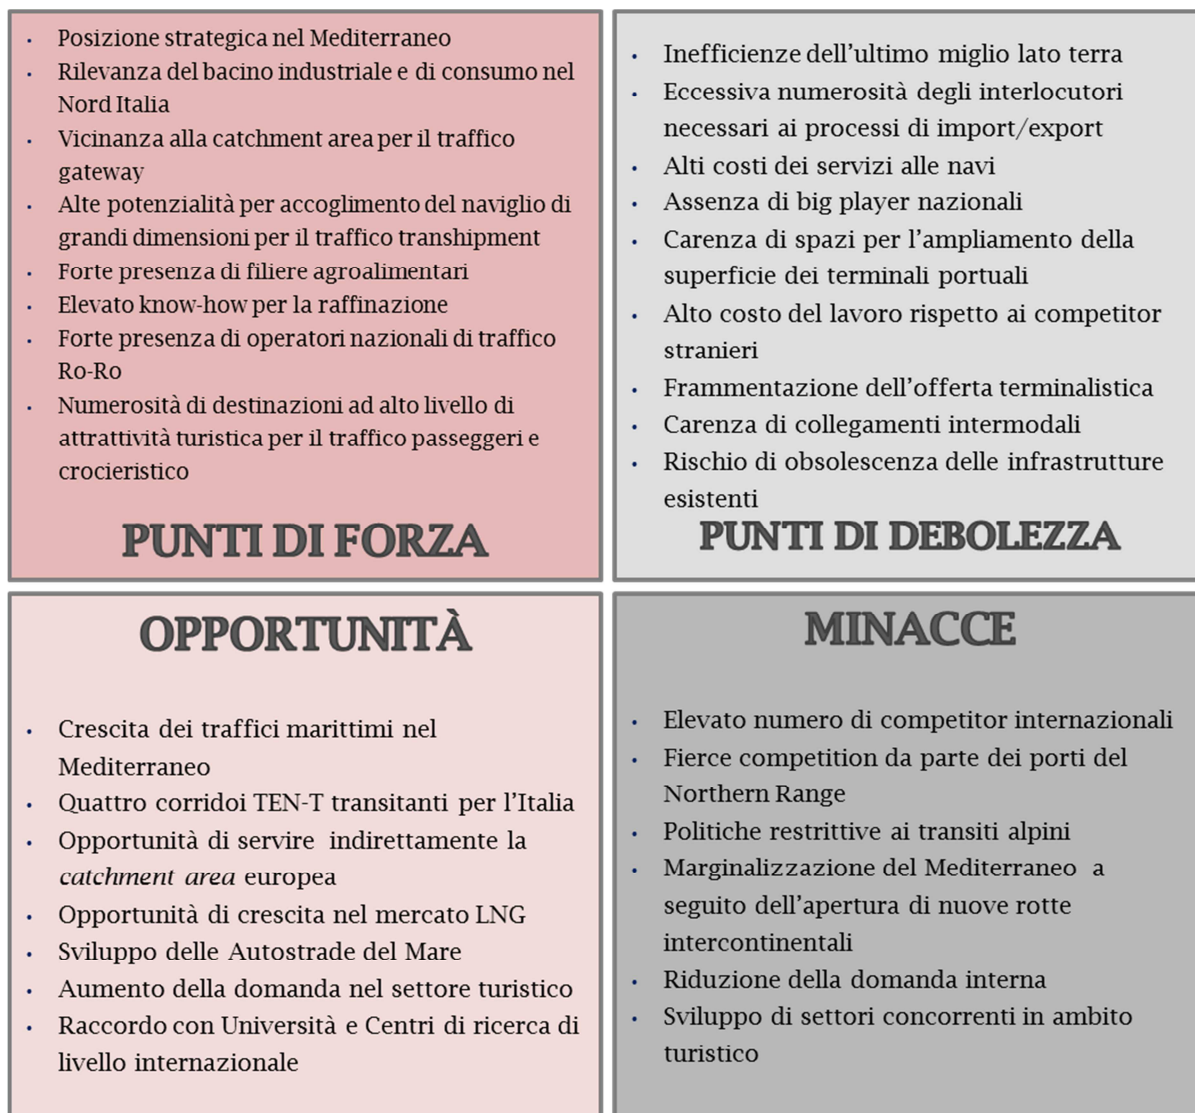 Posizione strategica nel Mediterraneo
Rilevanza del bacino industriale e di consumo nel
Nord Italia
Vicinanza alla catchment area per il traffico
gateway
Alte potenzialità per accoglimento del naviglio di
grandi dimensioni per il traffico transhipment
Forte presenza di filiere agroalimentari
Elevato know-how per la raffinazione
Forte presenza di operatori nazionali di traffico
Ro-Ro
Numerosità di destinazioni ad alto livello di
attrattività turistica per il traffico passeggeri e
crocieristico
PUNTI DI FORZA
Inefficienze dell’ultimo miglio lato terra
Eccessiva numerosità degli interlocutori
necessari ai processi di import/export
Alti costi dei servizi alle navi
Assenza di big player nazionali
Carenza di spazi per l’ampliamento della
superficie dei terminali portuali
Alto costo del lavoro rispetto ai competitor
stranieri
Frammentazione dell’offerta terminalistica
Carenza di collegamenti intermodali
Rischio di obsolescenza delle infrastrutture
esistenti
PUNTI DI DEBOLEZZA
OPPORTUNITÀ
Crescita dei traffici marittimi nel
Mediterraneo
Quattro corridoi TEN-T transitanti per l’Italia
Opportunità di servire indirettamente la
catchment area europea
Opportunità di crescita nel mercato LNG
Sviluppo delle Autostrade del Mare
Aumento della domanda nel settore turistico
Raccordo con Università e Centri di ricerca di
livello internazionale
MINACCE
Elevato numero di competitor internazionali
Fierce competition da parte dei porti del
Northern Range
Politiche restrittive ai transiti alpini
Marginalizzazione del Mediterraneo a
seguito dell’apertura di nuove rotte
intercontinentali
Riduzione della domanda interna
Sviluppo di settori concorrenti in ambito
turistico